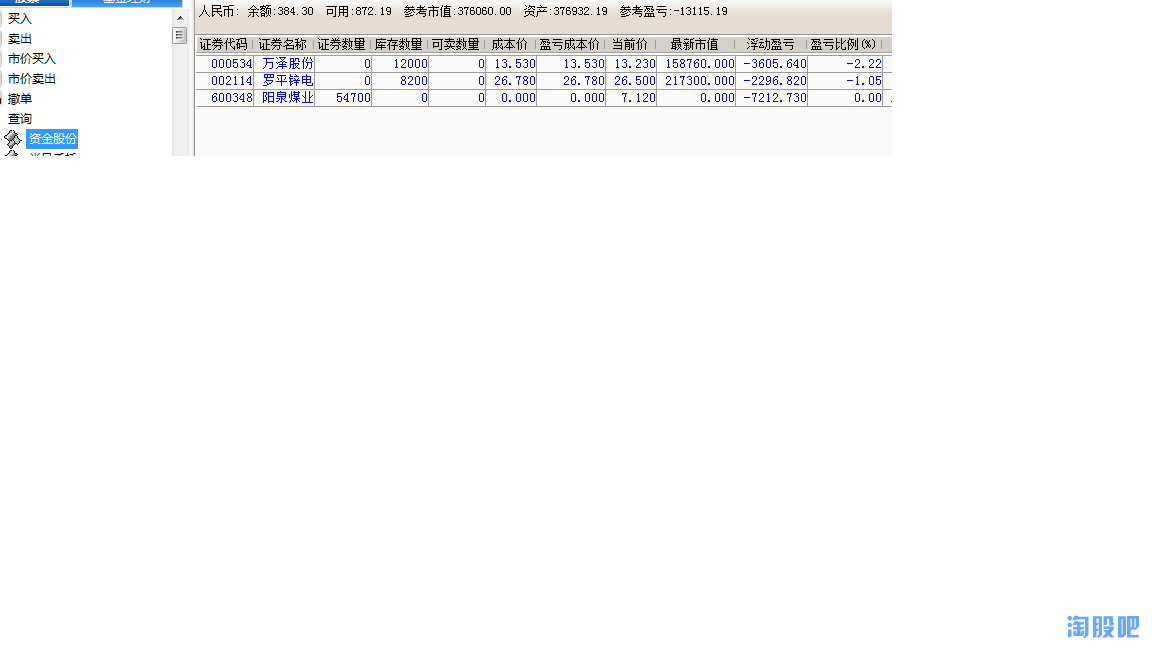 股票 基金理财
买入
卖出
市价买入
市价卖出
撤单
查询
资金股份
人民币: 余额:384.30 可用:872.19 参考市值:376060.00 资产:376932.19 参考盈亏:-13115.19
证券代码 证券名称 证券数量 库存数量 可卖数量 成本价 盈亏成本价 当前价 最新市值 浮动盈亏 盈亏比例(%)
000534 万泽股份 0 12000 0 13.530 13.530 13.230 158760.000 -3605.640 -2.22
002114 罗平锌电 0 8200 0 26.780 26.780 26.500 217300.000 -2296.820 -1.05
600348 阳泉煤业 54700 0 0 0.000 0.000 7.120 0.000 -7212.730 0.00
淘股吧